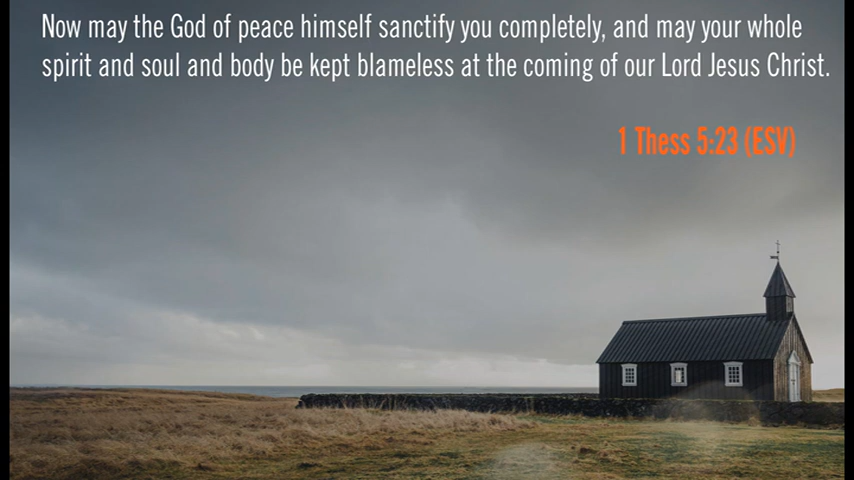 Now may the God of peace himself sanctify you completely, and may your whole
spirit and soul and body be kept blameless at the coming of our Lord Jesus Christ.
1 Thess 5:23 (ESV)